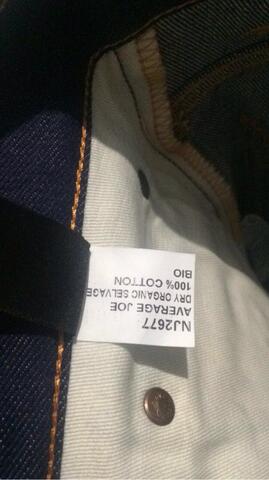 NJ2677
AVERAGE JOE
DRY ORGANIC SELVAGE
100% COTTON
BIO